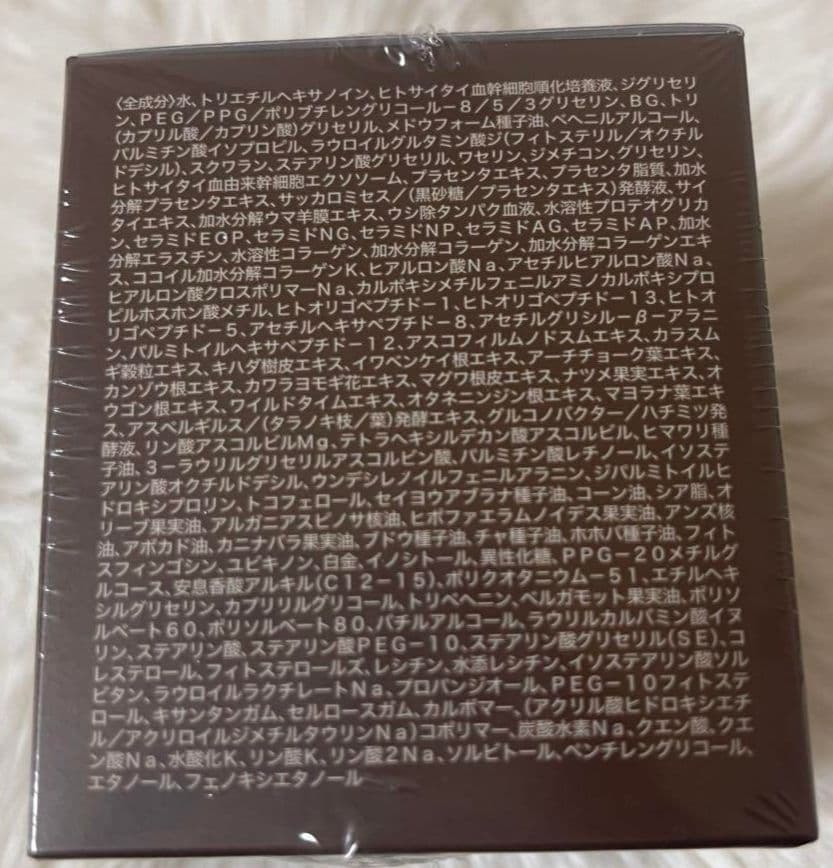 〈全成分〉水、トリエチルヘキサノイン、ヒトサイタイ血幹細胞順化培養液、ジグリセリ
ン、PEG/PPG/ポリブチレングリコール-8/5/3グリセリン、BG、トリ
(カプリル酸/カプリン酸)グリセリル、メドウフォーム種子油、ベヘニルアルコール、
パルミチン酸イソプロピル、ラウロイルグルタミン酸ジ(フィトステリル/オクチル
ドデシル)、スクワラン、ステアリン酸グリセリル、ワセリン、ジメチコン、グリセリン、
ヒトサイタイ血由来幹細胞エクソソーム、プラセンタエキス、プラセンタ脂質、加水
分解プラセンタエキス、サッカロミセス/(黒砂糖/プラセンタエキス)発酵液、サイ
タイエキス、加水分解ウマ羊膜エキス、ウシ除タンパク血液、水溶性プロテオグリカ
ン、セラミドEOP、セラミドNG、セラミドNP、セラミドAG、セラミドAP、加水
分解エラスチン、水溶性コラーゲン、加水分解コラーゲン、加水分解コラーゲンエキ
ス、ココイル加水分解コラーゲンK、ヒアルロン酸Na、アセチルヒアルロン酸Na、
ヒアルロン酸クロスポリマーNa、カルボキシメチルフェニルアミノカルボキシプロ
ピルホスホン酸メチル、ヒトオリゴペプチド-1、ヒトオリゴペプチド-13、ヒトオ
リゴペプチド-5、アセチルヘキサペプチド-8、アセチルグリシル-β-アラニ
ン、パルミトイルヘキサペプチド-12、アスコフィルムノドスムエキス、カラスム
ギ穀粒エキス、キハダ樹皮エキス、イワベンケイ根エキス、アーチチョーク葉エキス、
カンゾウ根エキス、カワラヨモギ花エキス、マグワ根皮エキス、ナツメ果実エキス、オ
ウゴン根エキス、ワイルドタイムエキス、オタネニンジン根エキス、マヨラナ葉エキ
ス、アスペルギルス/(タラノキ枝/葉)発酵エキス、グルコノバクター/ハチミツ発
酵液、リン酸アスコルビルMg、テトラヘキシルデカン酸アスコルビル、ヒマワリ種
子油、3-ラウリルグリセリルアスコルビン酸、パルミチン酸レチノール、イソステ
アリン酸オクチルドデシル、ウンデシレノイルフェニルアラニン、ジパルミトイルヒ
ドロキシプロリン、トコフェロール、セイヨウアブラナ種子油、コーン油、シア脂、オ
リーブ果実油、アルガニアスピノサ核油、ヒポファエラムノイデス果実油、アンズ核
油、アボカド油、カニナバラ果実油、ブドウ種子油、チャ種子油、ホホバ種子油、フィト
スフィンゴシン、ユビキノン、白金、イノシトール、異性化糖、PPG-20メチルグ
ルコース、安息香酸アルキル(C12-15)、ポリクオタニウム-51、エチルヘキ
シルグリセリン、カプリリルグリコール、トリベヘニン、ベルガモット果実油、ポリソ
ルベート60、ポリソルベート80、バチルアルコール、ラウリルカルバミン酸イヌ
リン、ステアリン酸、ステアリン酸PEG-10、ステアリン酸グリセリル(SE)、コ
レステロール、フィトステロールズ、レシチン、水添レシチン、イソステアリン酸ソル
ビタン、ラウロイルラクチレートNa、プロパンジオール、PEG-10フィトステ
ロール、キサンタンガム、セルロースガム、カルボマー、(アクリル酸ヒドロキシエチ
ル/アクリロイルジメチルタウリンNa)コポリマー、炭酸水素Na、クエン酸、クエ
ン酸Na、水酸化K、リン酸K、リン酸2Na、ソルビトール、ペンチレングリコール、
エタノール、フェノキシエタノール